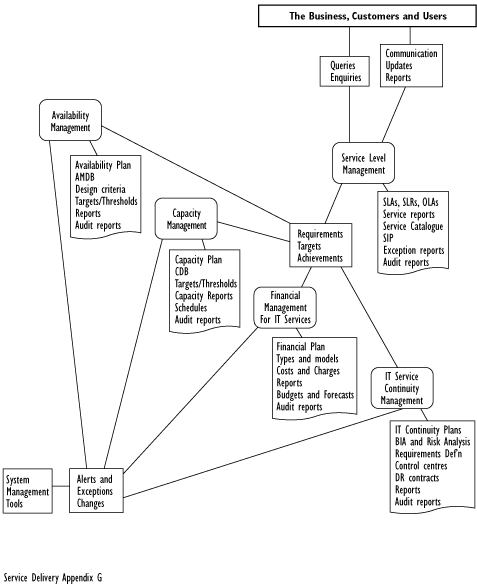 The Business, Customers and Users
Queries
Enquiries
Communication
Updates
Reports
Availability
Management
Service Level
Management
Availability Plan
AMDB
Design criteria
Targets/Thresholds
Reports
Audit reports
SLAs, SLRs, OLAs
Service reports
Service Catalogue
SIP
Exception reports
Audit reports
Capacity
Management
Requirements
Targets
Achievements
Capacity Plan
CDB
Targets/Thresholds
Capacity Reports
Schedules
Audit reports
Financial
Management
For IT Services
Financial Plan
Types and models
Costs and Charges
Reports
Budgets and Forecasts
Audit reports
IT Service
Continuity
Management
IT Continuity Plans
BIA and Risk Analysis
Requirements Def'n
Control centres
DR contracts
Reports
Audit reports
System
Management
Tools
Alerts and
Exceptions
Changes
Service Delivery Appendix G